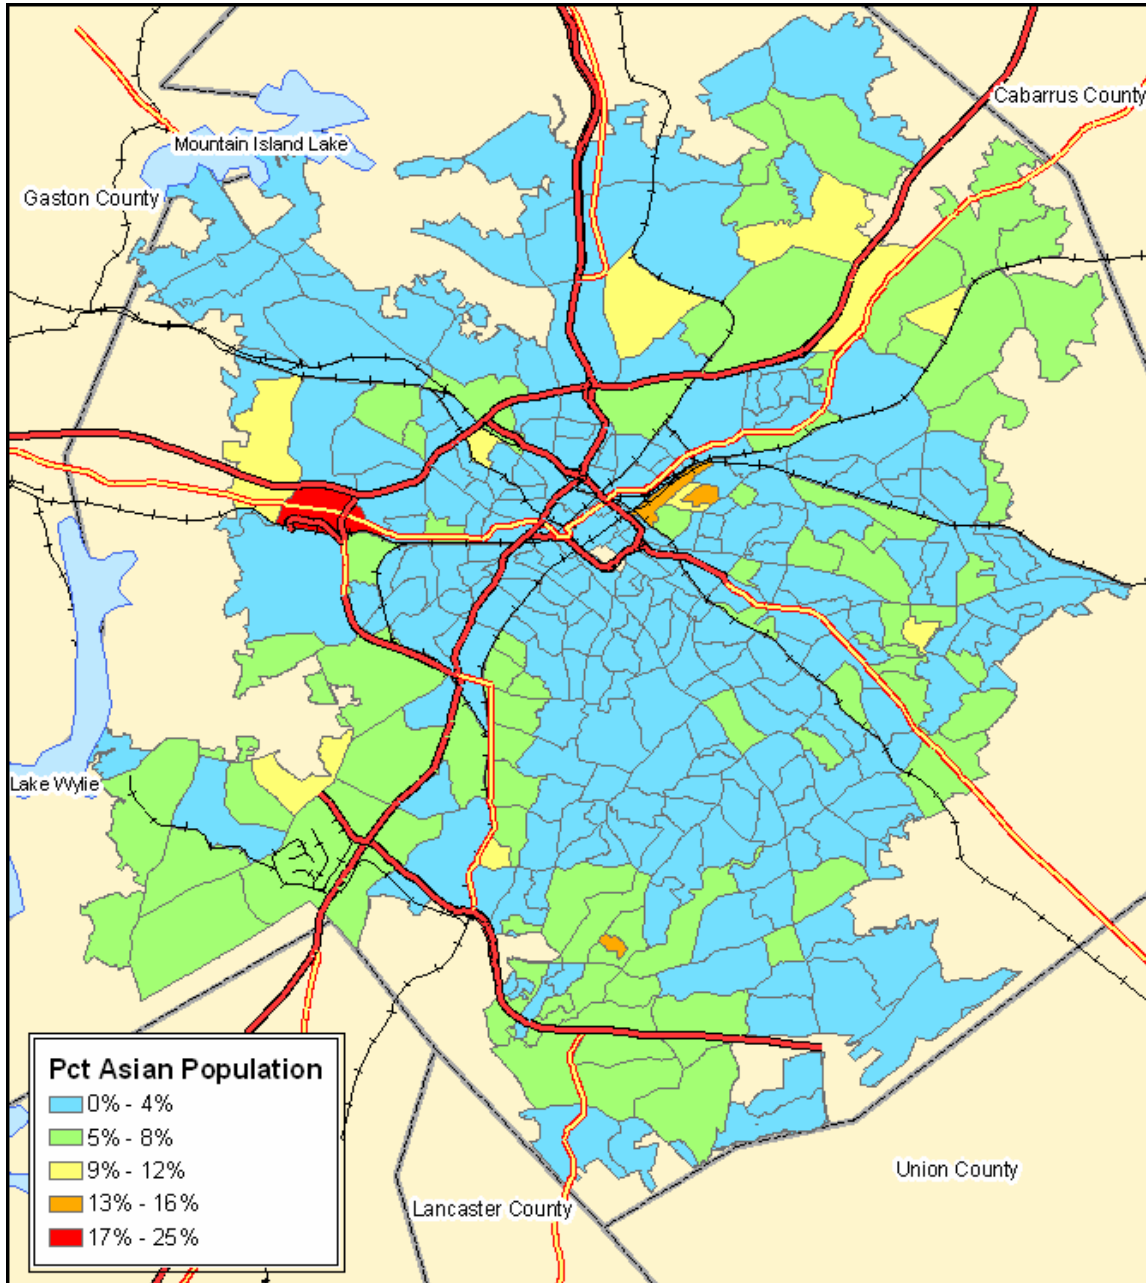 Cabarrus County
Mountain Island Lake
Gaston County
Lake Wylie
Pct Asian Population
0% - 4%
5% - 8%
9% - 12%
13% - 16%
17% - 25%
Union County
Lancaster County